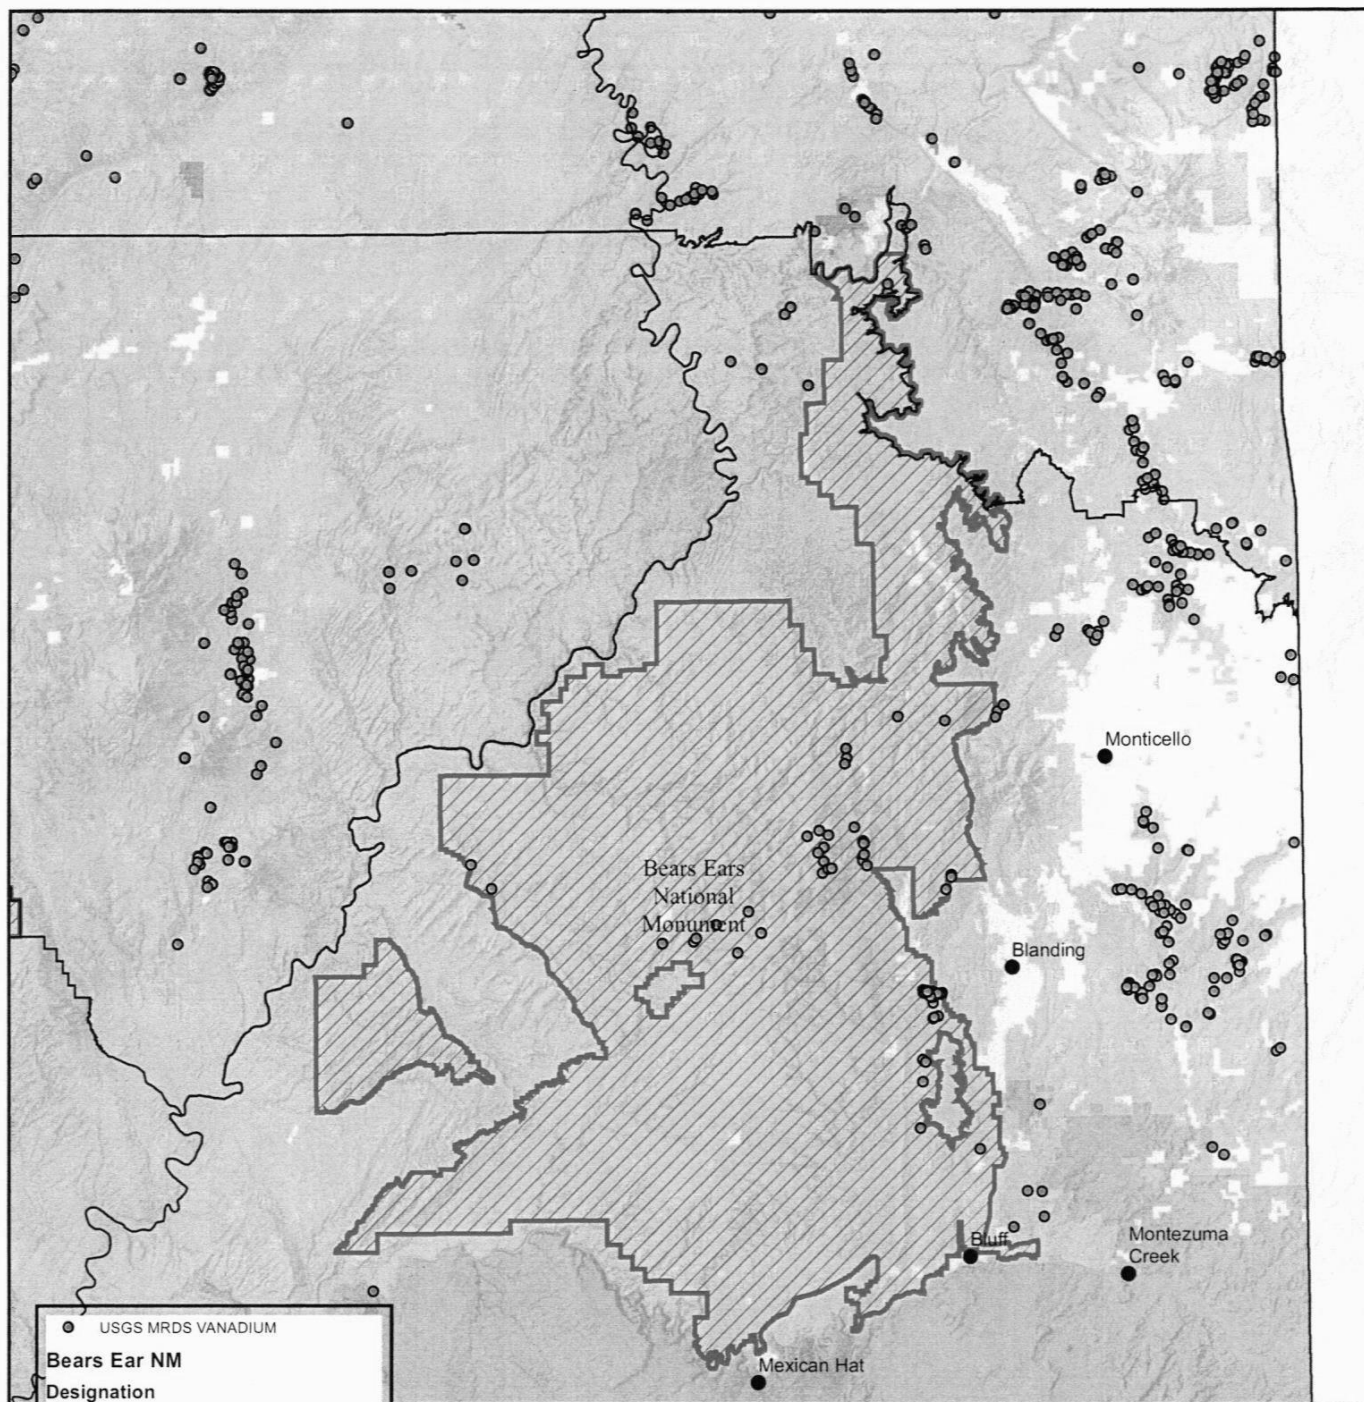 Monticello
Bears Ears
National
Monument
Blanding
Bluff
Montezuma
Creek
Mexican Hat
USGS MRDS VANADIUM
Bears Ear NM
Designation